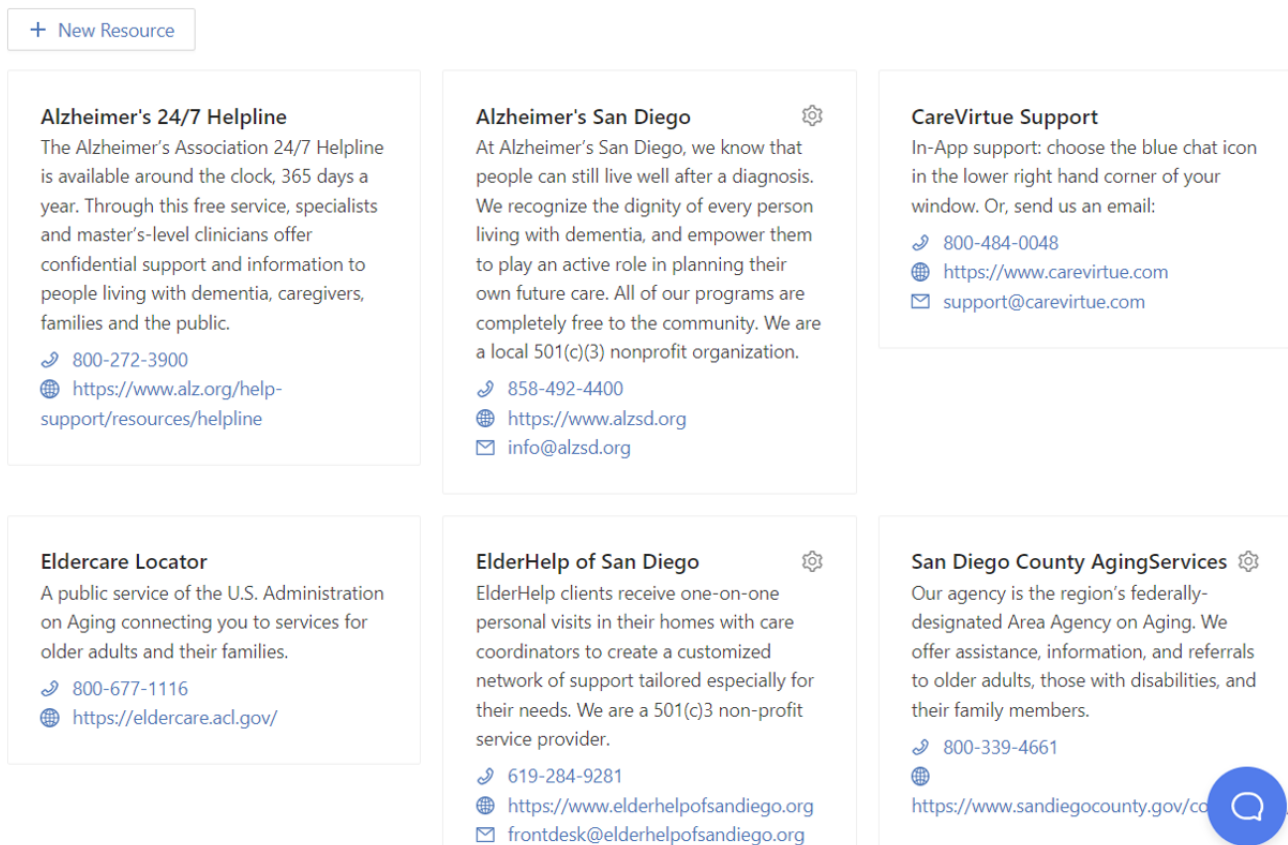 + New Resource
Alzheimer's 24/7 Helpline
The Alzheimer’s Association 24/7 Helpline
is available around the clock, 365 days a
year. Through this free service, specialists
and master’s-level clinicians offer
confidential support and information to
people living with dementia, caregivers,
families and the public.
800-272-3900
https://www.alz.org/help-
support/resources/helpline
Alzheimer's San Diego
At Alzheimer’s San Diego, we know that
people can still live well after a diagnosis.
We recognize the dignity of every person
living with dementia, and empower them
to play an active role in planning their
own future care. All of our programs are
completely free to the community. We are
a local 501(c)(3) nonprofit organization.
858-492-4400
https://www.alzsd.org
info@alzsd.org
CareVirtue Support
In-App support: choose the blue chat icon
in the lower right hand corner of your
window. Or, send us an email:
800-484-0048
https://www.carevirtue.com
support@carevirtue.com
Eldercare Locator
A public service of the U.S. Administration
on Aging connecting you to services for
older adults and their families.
800-677-1116
https://eldercare.acl.gov/
ElderHelp of San Diego
ElderHelp clients receive one-on-one
personal visits in their homes with care
coordinators to create a customized
network of support tailored especially for
their needs. We are a 501(c)3 non-profit
service provider.
619-284-9281
https://www.elderhelpofsandiego.org
frontdesk@elderhelpofsandiego.org
San Diego County AgingServices
Our agency is the region’s federally-
designated Area Agency on Aging. We
offer assistance, information, and referrals
to older adults, those with disabilities, and
their family members.
800-339-4661
https://www.sandiegocounty.gov/co